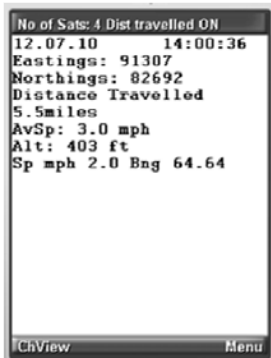 No of Sats: 4 Dist travelled ON
12.07.10 14:00:36
Eastings: 91307
Northings: 82692
Distance Travelled
5.5miles
AvSp: 3.0 mph
Alt: 403 ft
Sp mph 2.0 Bng 64.64
ChView Menu